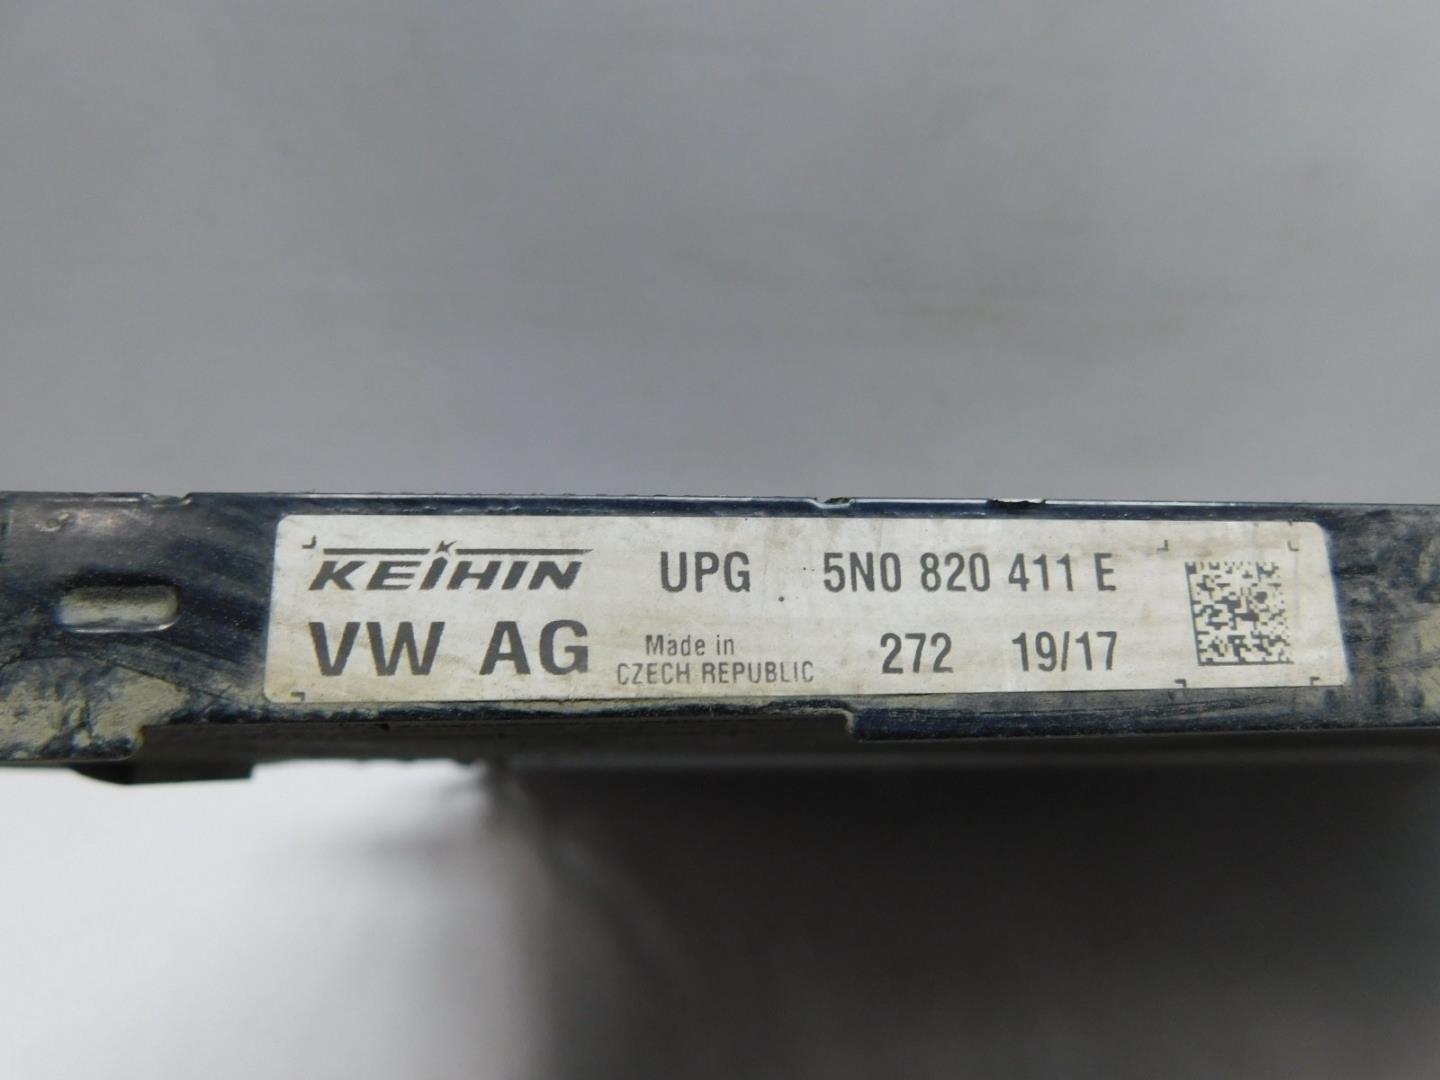 KEIHIN UPG 5N0 820 411 E
VW AG Made in CZECH REPUBLIC 272 19/17